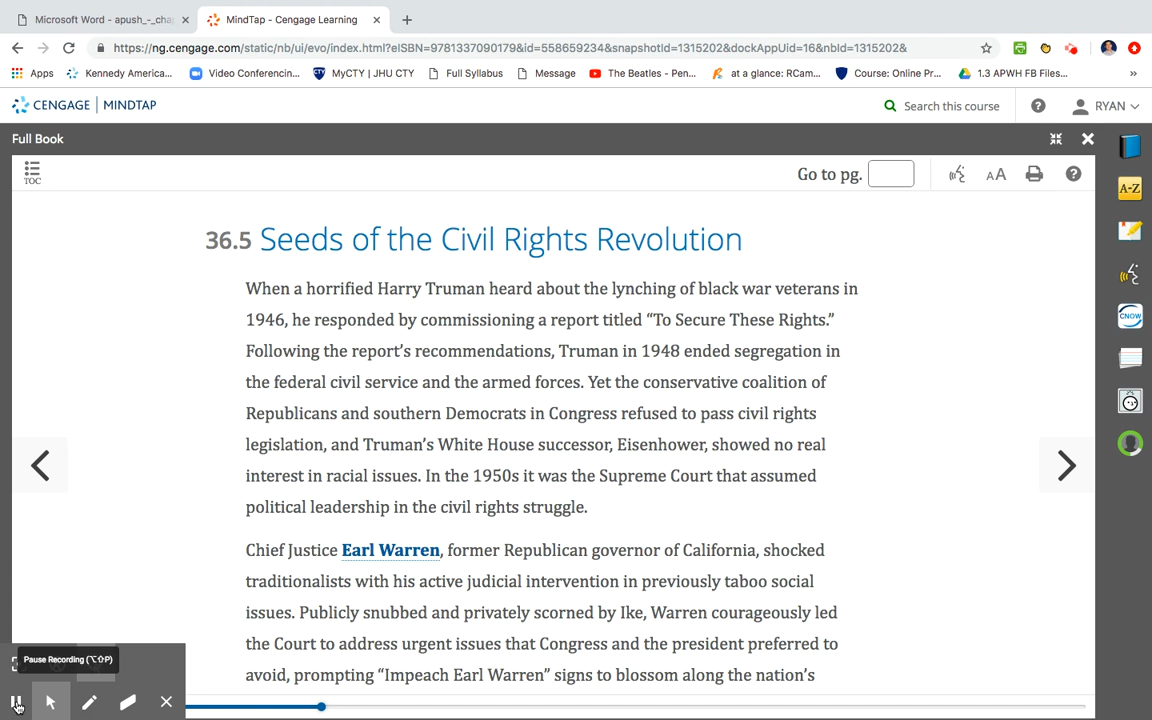 Microsoft Word - apush_-_cha
MindTap - Cengage Learning
https://ng.cengage.com/static/nb/ui/evo/index.html?eISBN=9781337090179&id=558659234&snapshotId=1315202&dockAppUid=16&nbId=1315202&
Apps
Kennedy America...
Video Conferencin...
CTY
MyCTY | JHU CTY
Full Syllabus
Message
The Beatles - Pen...
at a glance: RCam...
Course: Online Pr...
1.3 APWH FB Files...
»
CENGAGE | MINDTAP
Search this course
RYAN
Full Book
TOC
Go to pg.
AA
A-Z
CNOW
36.5 Seeds of the Civil Rights Revolution
When a horrified Harry Truman heard about the lynching of black war veterans in
1946, he responded by commissioning a report titled “To Secure These Rights.”
Following the report’s recommendations, Truman in 1948 ended segregation in
the federal civil service and the armed forces. Yet the conservative coalition of
Republicans and southern Democrats in Congress refused to pass civil rights
legislation, and Truman’s White House successor, Eisenhower, showed no real
interest in racial issues. In the 1950s it was the Supreme Court that assumed
political leadership in the civil rights struggle.
Chief Justice Earl Warren, former Republican governor of California, shocked
traditionalists with his active judicial intervention in previously taboo social
issues. Publicly snubbed and privately scorned by Ike, Warren courageously led
the Court to address urgent issues that Congress and the president preferred to
avoid, prompting “Impeach Earl Warren” signs to blossom along the nation’s
Pause Recording (⌥⇧P)